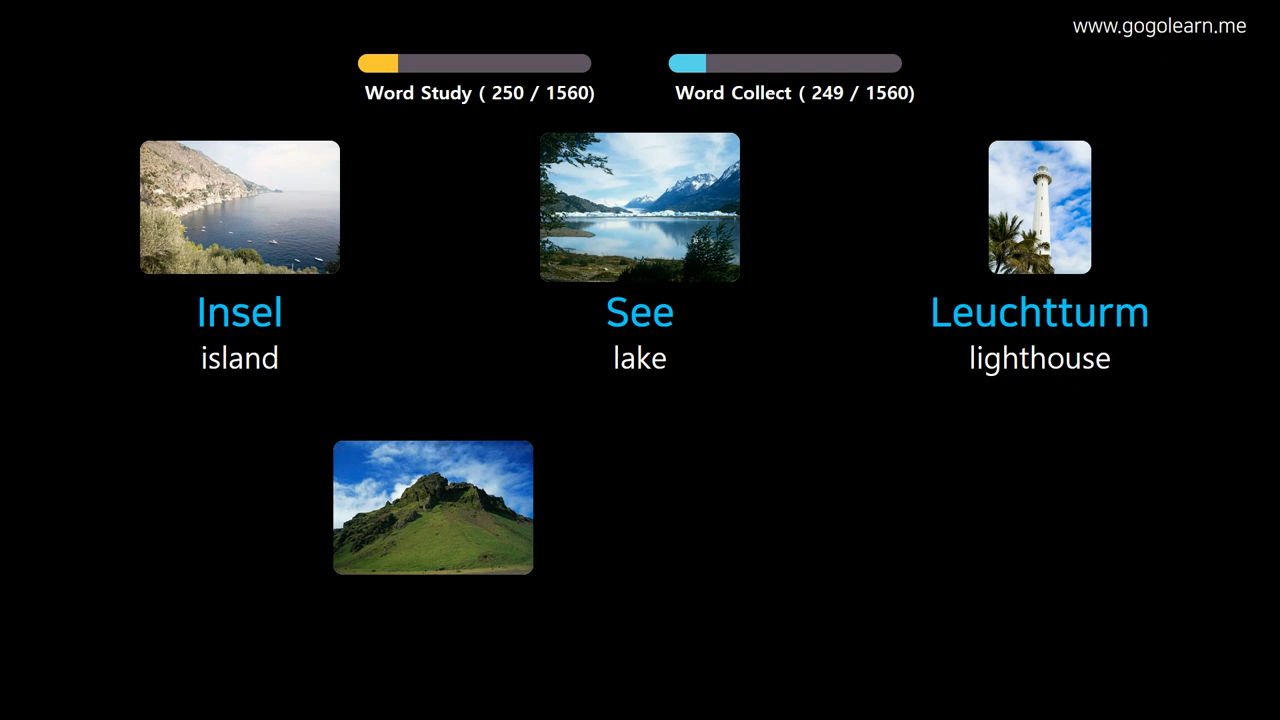 www.gogolearn.me
Word Study ( 250 / 1560)
Word Collect ( 249 / 1560)
Insel
island
See
lake
Leuchtturm
lighthouse